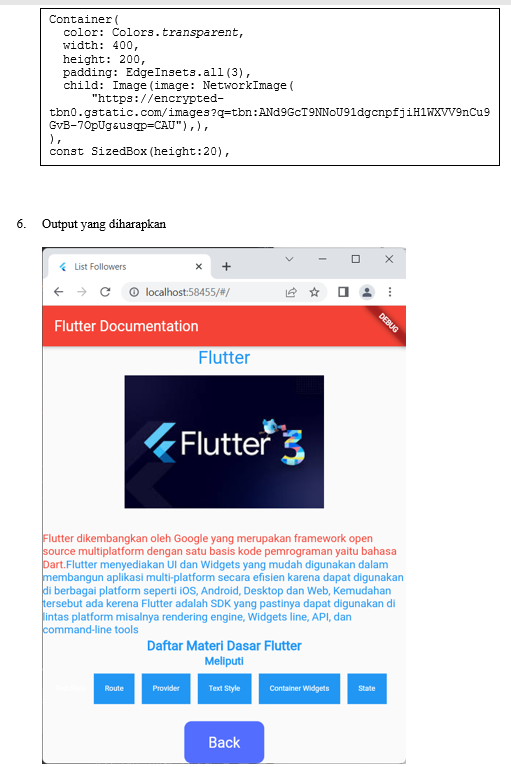 Container(
color: Colors.transparent,
width: 400,
height: 200,
padding: EdgeInsets.all(3),
child: Image(image: NetworkImage(
"https://encrypted-
tbn0.gstatic.com/images?q=tbn:ANd9GcT9NNoU91dgcnpfjiH1WXVV9nCu9
GvB-7OpUg&usqp=CAU"),),
),
const SizedBox(height:20),
6. Output yang diharapkan
List Followers
localhost:58455/#/
Flutter Documentation
DEBUG
Flutter
Flutter 3
Flutter dikembangkan oleh Google yang merupakan framework open
source multiplatform dengan satu basis kode pemrograman yaitu bahasa
Dart.Flutter menyediakan UI dan Widgets yang mudah digunakan dalam
membangun aplikasi multi-platform secara efisien karena dapat digunakan
di berbagai platform seperti iOS, Android, Desktop dan Web, Kemudahan
tersebut ada kerena Flutter adalah SDK yang pastinya dapat digunakan di
lintas platform misalnya rendering engine, Widgets line, API, dan
command-line tools
Daftar Materi Dasar Flutter
Meliputi
Route Provider Text Style Container Widgets State
Back